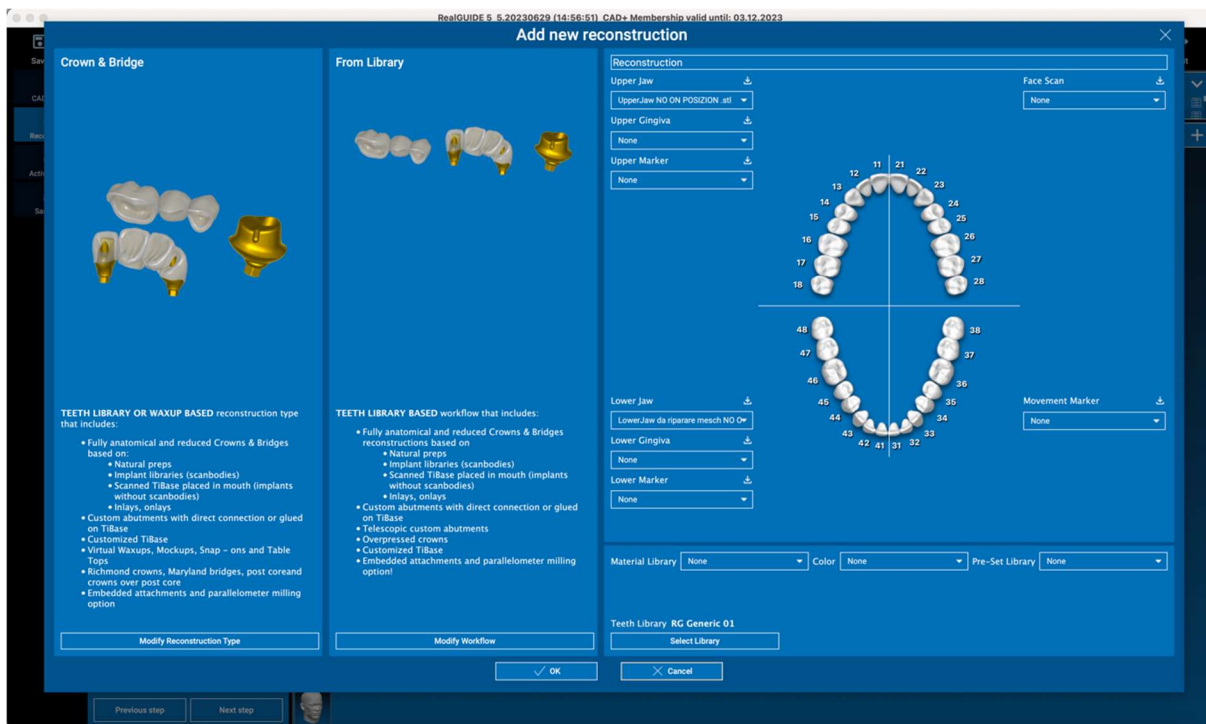 RealGUIDE 5 5.20230629 (14:56:51) CAD+ Membership valid until: 03.12.2023
Add new reconstruction
Crown & Bridge
TEETH LIBRARY OR WAXUP BASED reconstruction type
that includes:
• Fully anatomical and reduced Crowns & Bridges
based on:
• Natural preps
• Implant libraries (scanbodies)
• Scanned TiBase placed in mouth (implants
without scanbodies)
• Inlays, onlays
• Custom abutments with direct connection or glued
on TiBase
• Customized TiBase
• Virtual Waxups, Mockups, Snap - ons and Table
Tops
• Richmond crowns, Maryland bridges, post coreand
crowns over post core
• Embedded attachments and parallelometer milling
option
Modify Reconstruction Type
From Library
TEETH LIBRARY BASED workflow that includes:
• Fully anatomical and reduced Crowns & Bridges
reconstructions based on
• Natural preps
• Implant libraries (scanbodies)
• Scanned TiBase placed in mouth (implants
without scanbodies)
• Inlays, onlays
• Custom abutments with direct connection or glued
on TiBase
• Telescopic custom abutments
• Overpressed crowns
• Customized TiBase
• Embedded attachments and parallelometer milling
option!
Modify Workflow
Reconstruction
Upper Jaw
UpperJaw NO ON POSIZION .stl
Upper Gingiva
None
Upper Marker
None
Face Scan
None
11 21
12 22
13 23
14 24
15 25
16 26
17 27
18 28
48 38
47 37
46 36
45 35
44 34
43 33
42 41 31 32
Lower Jaw
LowerJaw da riparare mesch NO O
Lower Gingiva
None
Lower Marker
None
Movement Marker
None
Material Library None Color None Pre-Set Library None
Teeth Library RG Generic 01
Select Library
OK Cancel
Previous step Next step